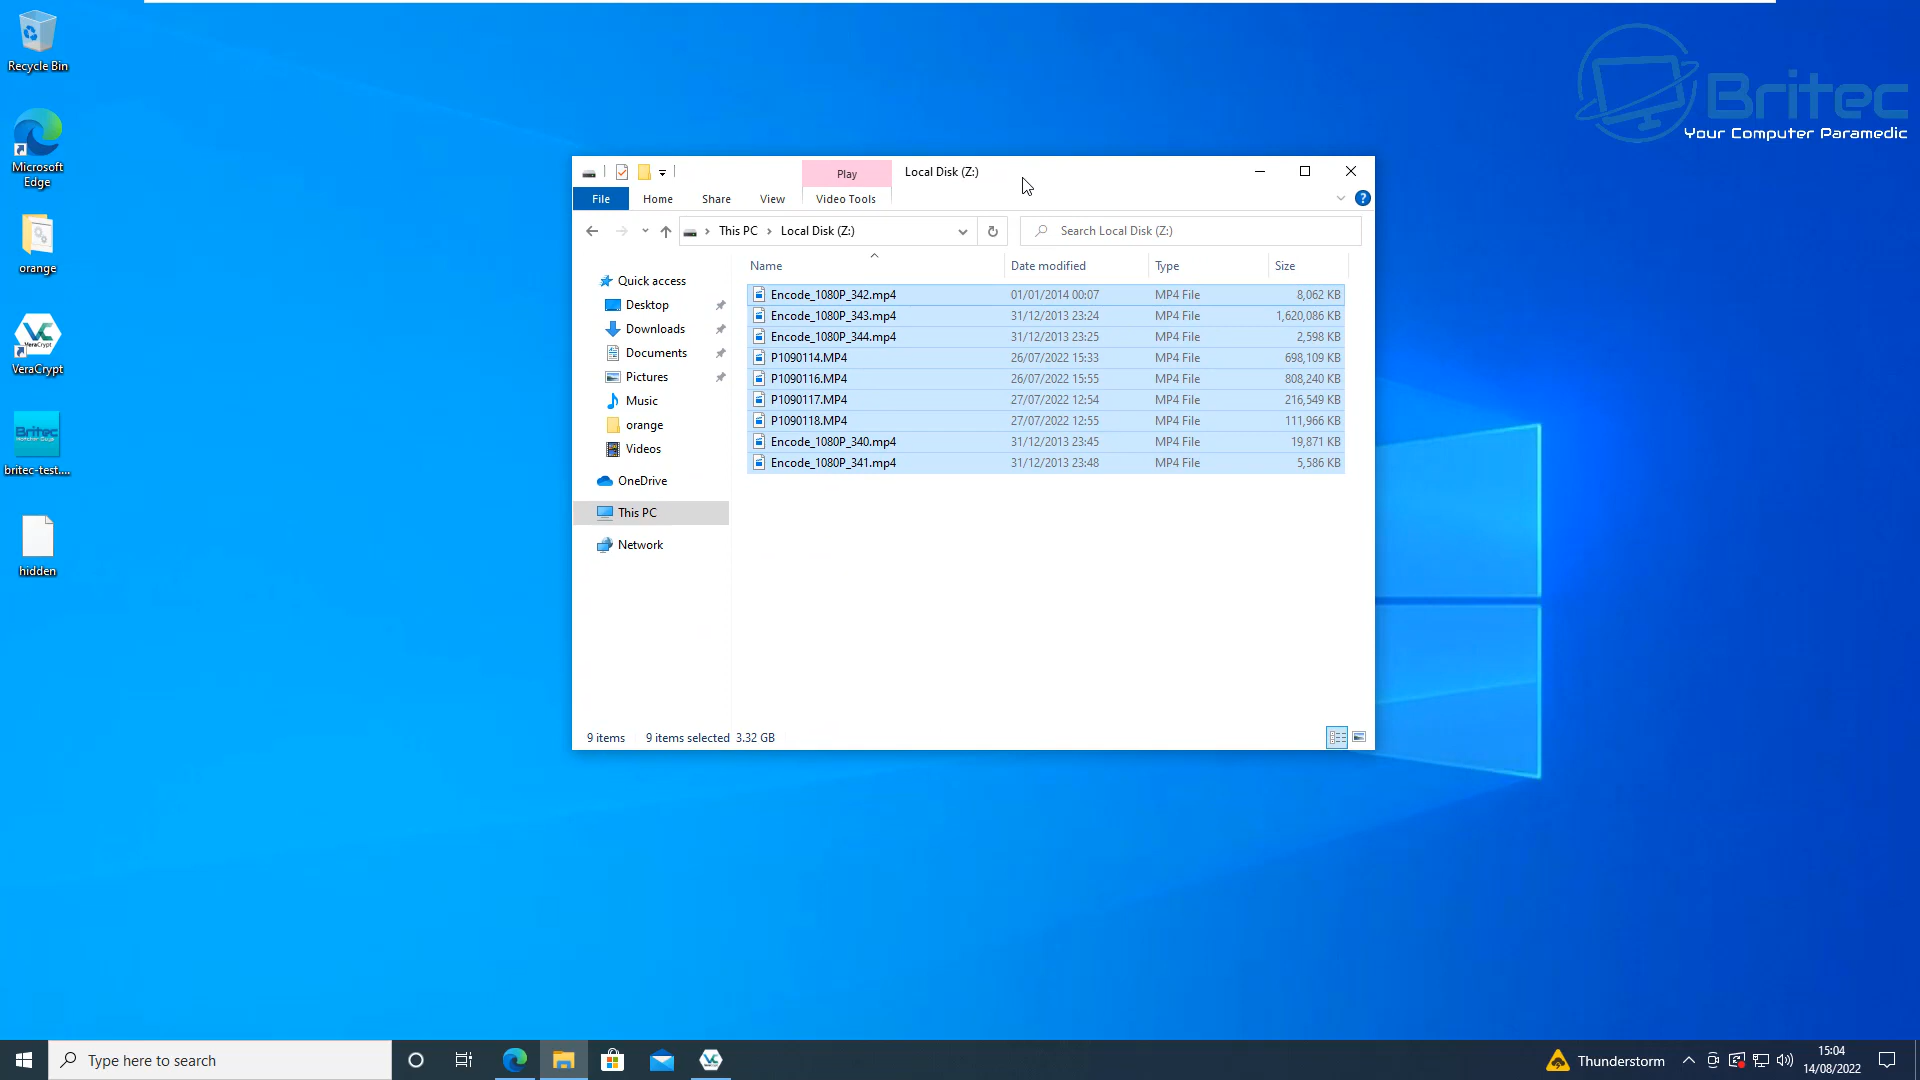 Recycle Bin
Microsoft
Edge
orange
VeraCrypt
VeraCrypt
Britec
britec-test....
hidden
Britec
Your Computer Paramedic
Play
Local Disk (Z:)
File
Home
Share
View
Video Tools
This PC
Local Disk (Z:)
Search Local Disk (Z:)
Name
Date modified
Type
Size
Quick access
Desktop
Downloads
Documents
Pictures
Music
orange
Videos
OneDrive
This PC
Network
Encode_1080P_342.mp4 01/01/2014 00:07 MP4 File 8,062 KB
Encode_1080P_343.mp4 31/12/2013 23:24 MP4 File 1,620,086 KB
Encode_1080P_344.mp4 31/12/2013 23:25 MP4 File 2,598 KB
P1090114.MP4 26/07/2022 15:33 MP4 File 698,109 KB
P1090116.MP4 26/07/2022 15:55 MP4 File 808,240 KB
P1090117.MP4 27/07/2022 12:54 MP4 File 216,549 KB
P1090118.MP4 27/07/2022 12:55 MP4 File 111,966 KB
Encode_1080P_340.mp4 31/12/2013 23:45 MP4 File 19,871 KB
Encode_1080P_341.mp4 31/12/2013 23:48 MP4 File 5,586 KB
9 items
9 items selected 3.32 GB
Type here to search
Thunderstorm
15:04
14/08/2022